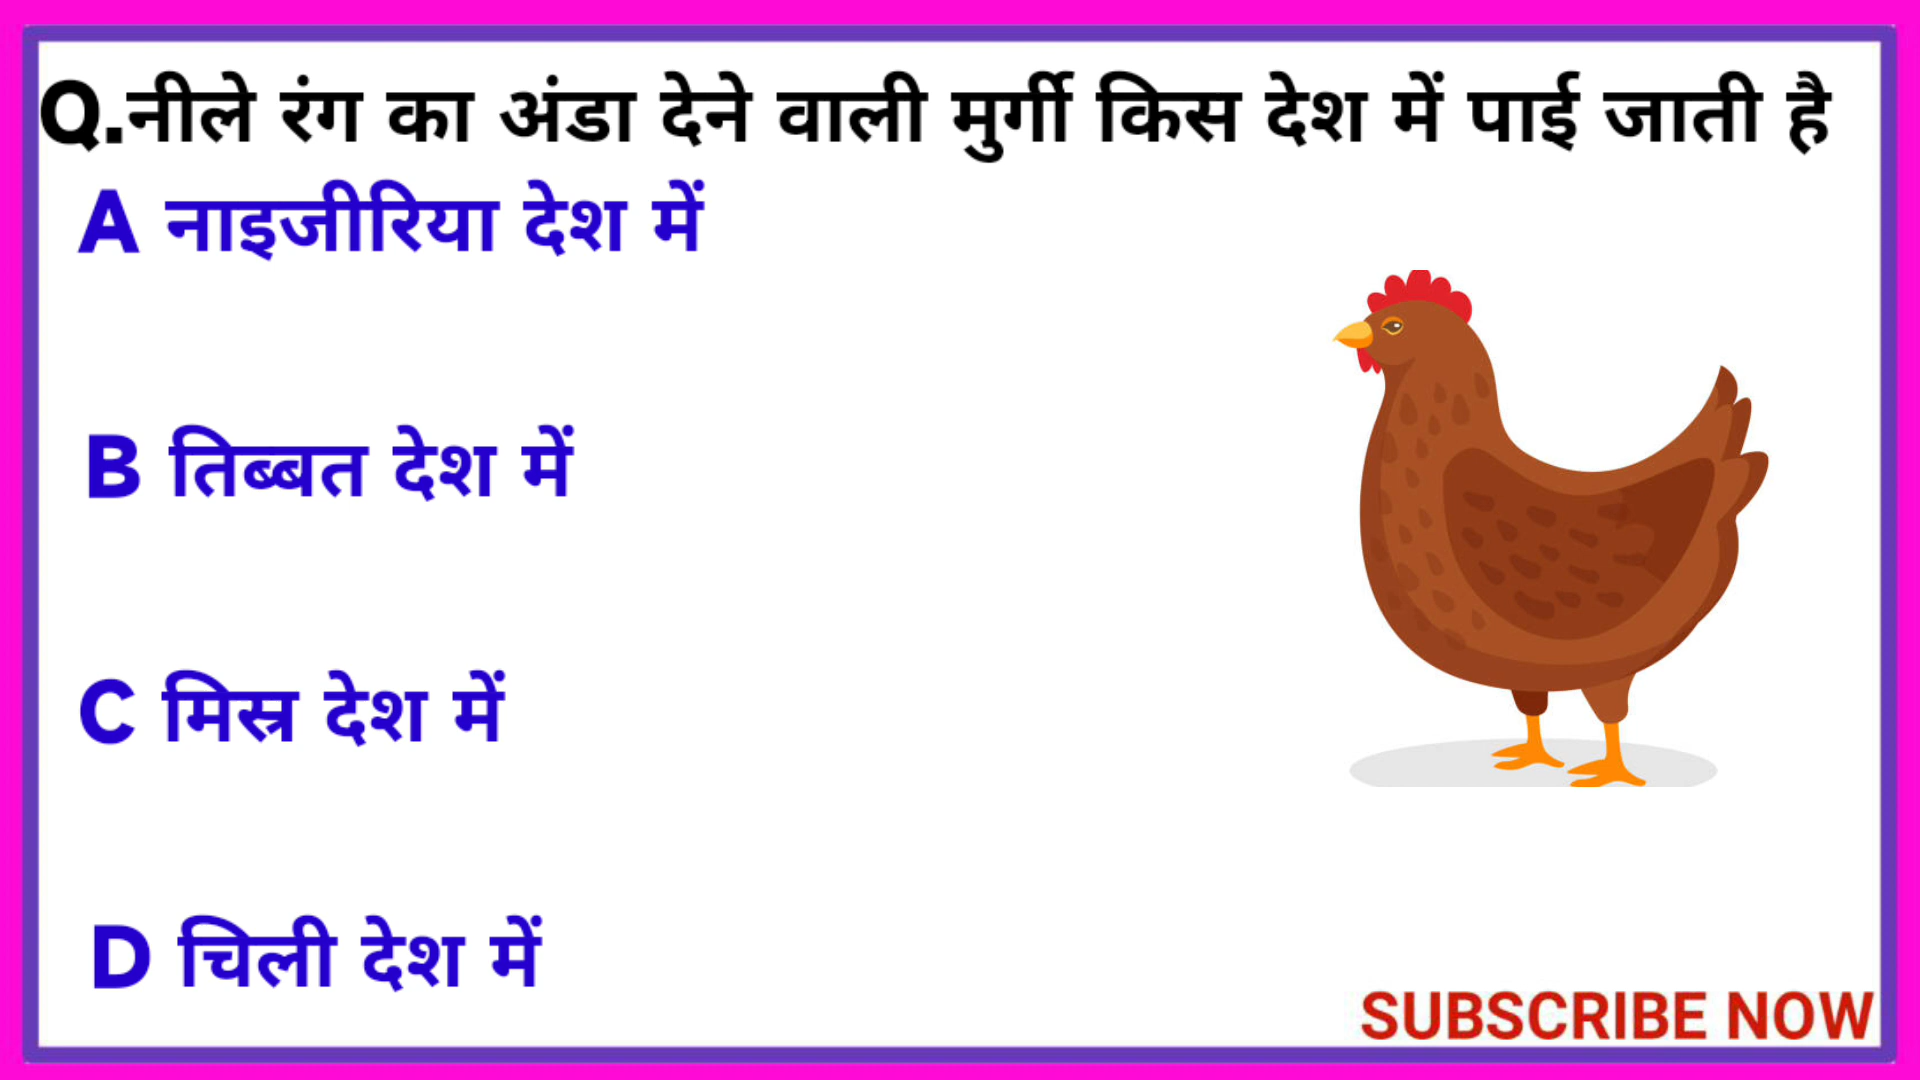 Q.नीले रंग का अंडा देने वाली मुर्गी किस देश में पाई जाती है
A नाइजीरिया देश में
B तिब्बत देश में
C मिस्र देश में
D चिली देश में
SUBSCRIBE NOW